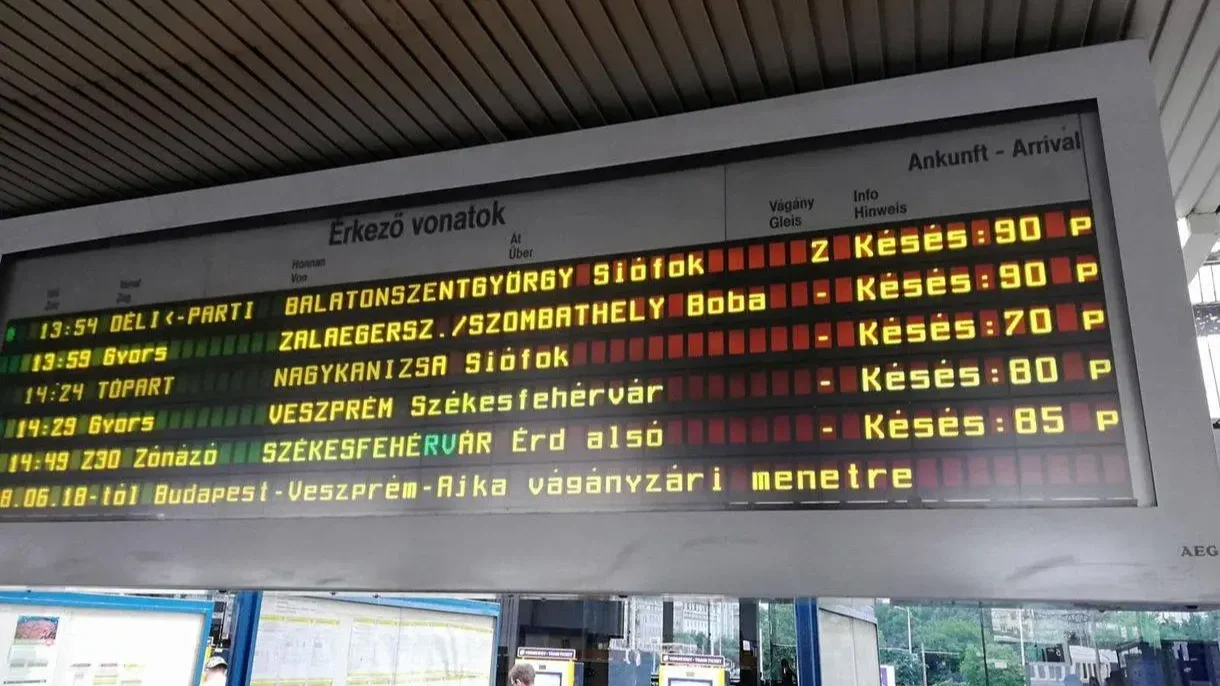 Érkező vonatok
Ankunft - Arrival
Honnan
Von
Át
Über
Vágány
Gleis
Info
Hinweis
13:54 DÉLI<-PARTI BALATONSZENTGYÖRGY Siófok 2 Késés:90 P
13:59 Gyors ZALAEGERSZ./SZOMBATHELY Boba - Késés:90 P
14:24 TÓPART NAGYKANIZSA Siófok - Késés:70 P
14:29 Gyors VESZPRÉM Székesfehérvár - Késés:80 P
14:49 Z30 Zónázó SZÉKESFEHÉRVÁR Érd alsó - Késés:85 P
8.06.18-tól Budapest-Veszprém-Ajka vágányzári menetre
AEG